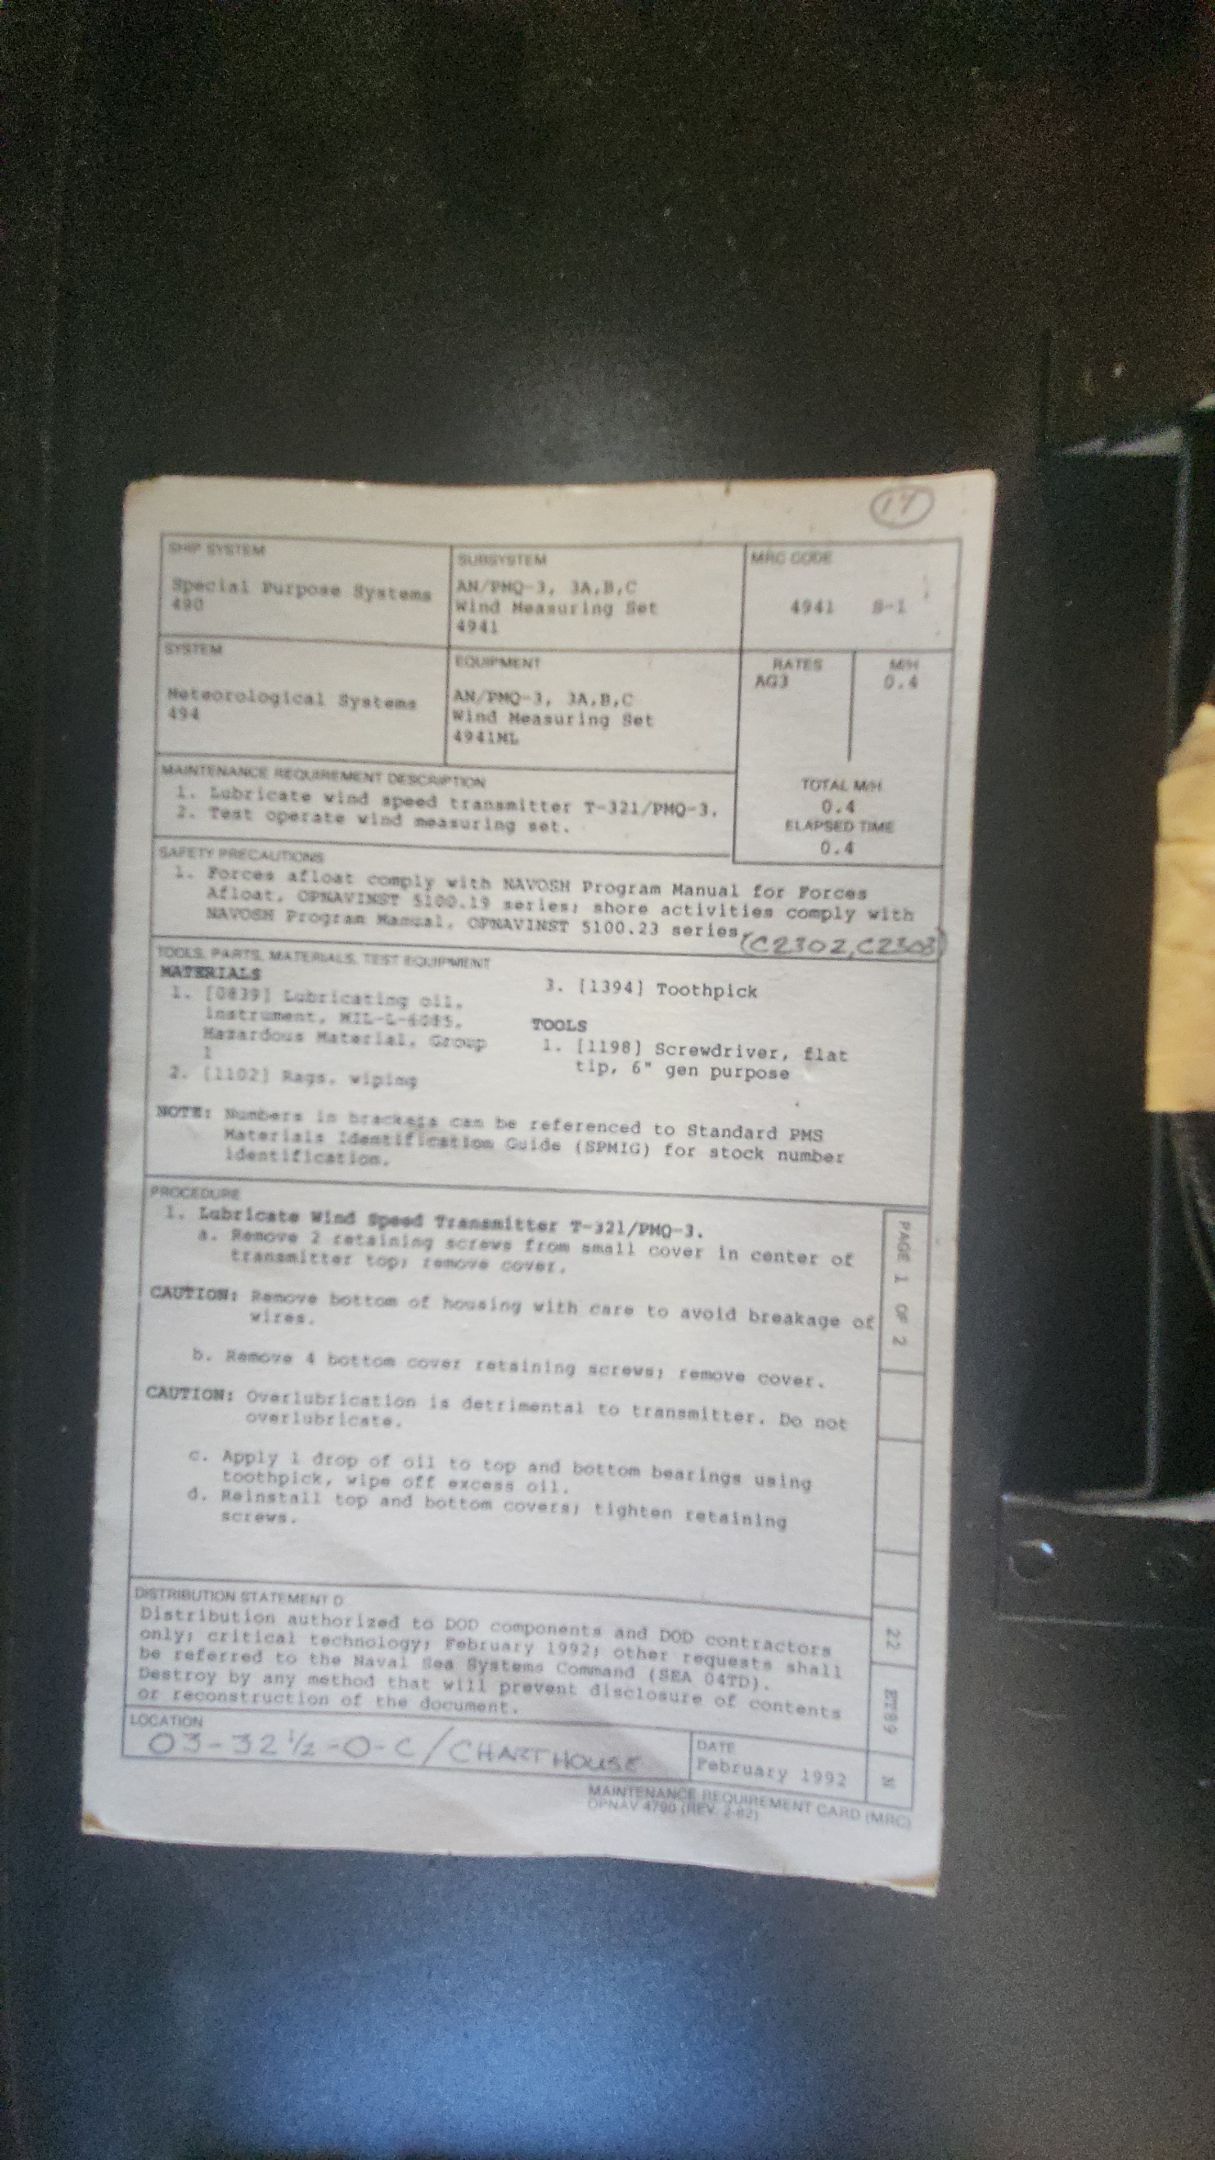 17
SHIP SYSTEM
Special Purpose Systems
490
SUBSYSTEM
AN/PMQ-3, 3A,B,C
Wind Measuring Set
4941
MRC CODE
4941 S-1
SYSTEM
Meteorological Systems
494
EQUIPMENT
AN/PMQ-3, 3A,B,C
Wind Measuring Set
4941ML
RATES
AG3
M/H
0.4
MAINTENANCE REQUIREMENT DESCRIPTION
1. Lubricate wind speed transmitter T-321/PMQ-3.
2. Test operate wind measuring set.
TOTAL M/H
0.4
ELAPSED TIME
0.4
SAFETY PRECAUTIONS
1. Forces afloat comply with NAVOSH Program Manual for Forces
Afloat, OPNAVINST 5100.19 series; shore activities comply with
NAVOSH Program Manual, OPNAVINST 5100.23 series.
(C2302, C2303)
TOOLS, PARTS, MATERIALS, TEST EQUIPMENT
MATERIALS
1. [0839] Lubricating oil,
instrument, MIL-L-6085,
Hazardous Material, Group
1
2. [1102] Rags, wiping
3. [1394] Toothpick
TOOLS
1. [1198] Screwdriver, flat
tip, 6" gen purpose
NOTE: Numbers in brackets can be referenced to Standard PMS
Materials Identification Guide (SPMIG) for stock number
identification.
PROCEDURE
1. Lubricate Wind Speed Transmitter T-321/PMQ-3.
a. Remove 2 retaining screws from small cover in center of
transmitter top; remove cover.
CAUTION: Remove bottom of housing with care to avoid breakage of
wires.
b. Remove 4 bottom cover retaining screws; remove cover.
CAUTION: Overlubrication is detrimental to transmitter. Do not
overlubricate.
c. Apply 1 drop of oil to top and bottom bearings using
toothpick, wipe off excess oil.
d. Reinstall top and bottom covers; tighten retaining
screws.
PAGE 1 OF 2
22
ET89
N
DISTRIBUTION STATEMENT D
Distribution authorized to DOD components and DOD contractors
only; critical technology; February 1992; other requests shall
be referred to the Naval Sea Systems Command (SEA 04TD).
Destroy by any method that will prevent disclosure of contents
or reconstruction of the document.
LOCATION
03-32½-0-C/CHARTHOUSE
DATE
February 1992
MAINTENANCE REQUIREMENT CARD (MRC)
OPNAV 4790 (REV. 2-82)